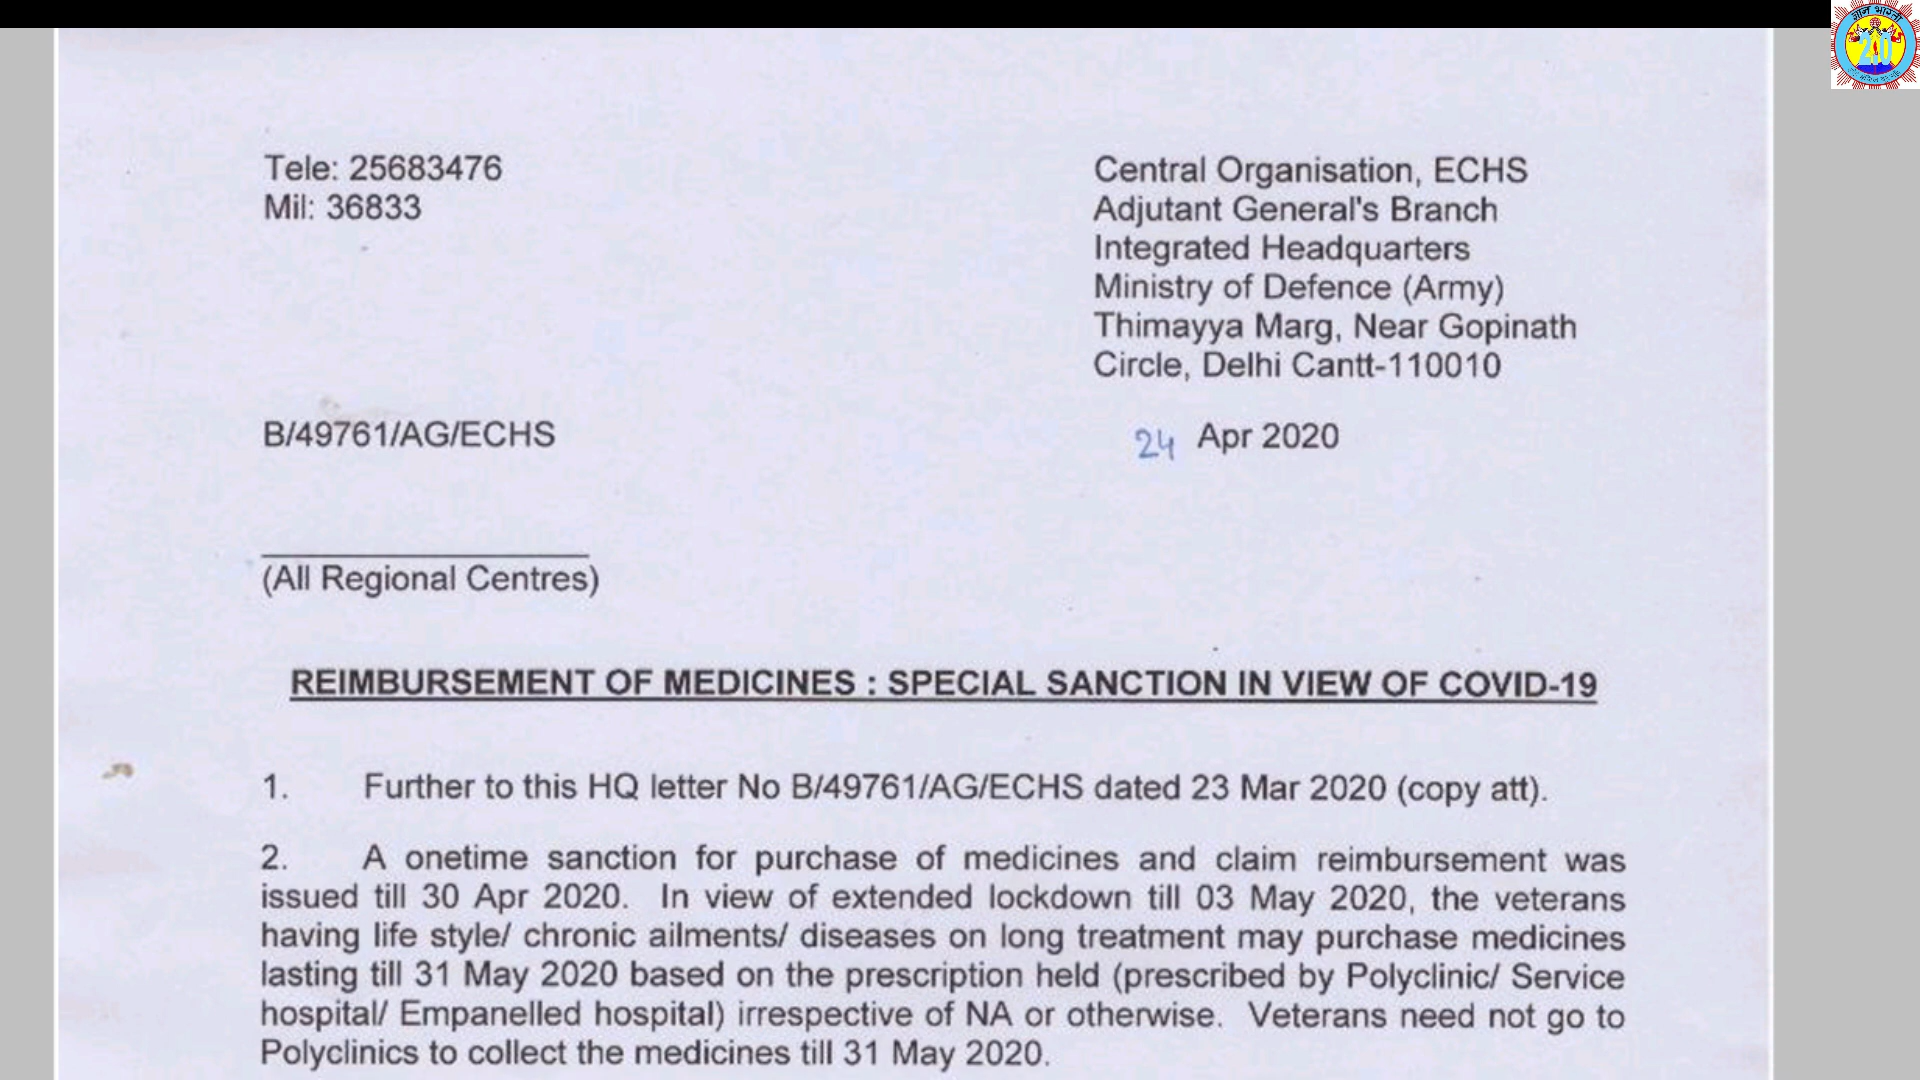 ज्ञान भारती
2.0
Tele: 25683476
Mil: 36833
Central Organisation, ECHS
Adjutant General's Branch
Integrated Headquarters
Ministry of Defence (Army)
Thimayya Marg, Near Gopinath
Circle, Delhi Cantt-110010
B/49761/AG/ECHS
24 Apr 2020
(All Regional Centres)
REIMBURSEMENT OF MEDICINES : SPECIAL SANCTION IN VIEW OF COVID-19
1. Further to this HQ letter No B/49761/AG/ECHS dated 23 Mar 2020 (copy att).
2. A onetime sanction for purchase of medicines and claim reimbursement was
issued till 30 Apr 2020. In view of extended lockdown till 03 May 2020, the veterans
having life style/ chronic ailments/ diseases on long treatment may purchase medicines
lasting till 31 May 2020 based on the prescription held (prescribed by Polyclinic/ Service
hospital/ Empanelled hospital) irrespective of NA or otherwise. Veterans need not go to
Polyclinics to collect the medicines till 31 May 2020.